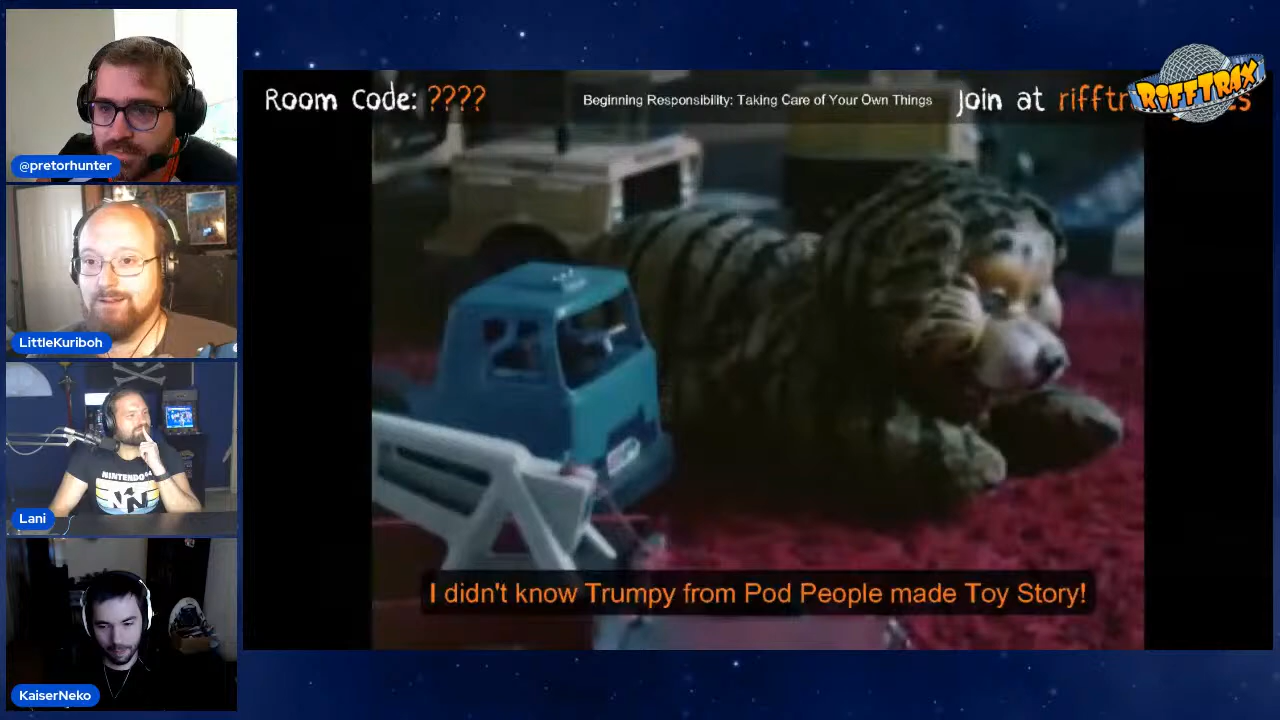 @pretorhunter
LittleKuriboh
Lani
KaiserNeko
NINTENDO
Room Code: ????
Beginning Responsibility: Taking Care of Your Own Things
Join at
RIFFTRAX
I didn't know Trumpy from Pod People made Toy Story!